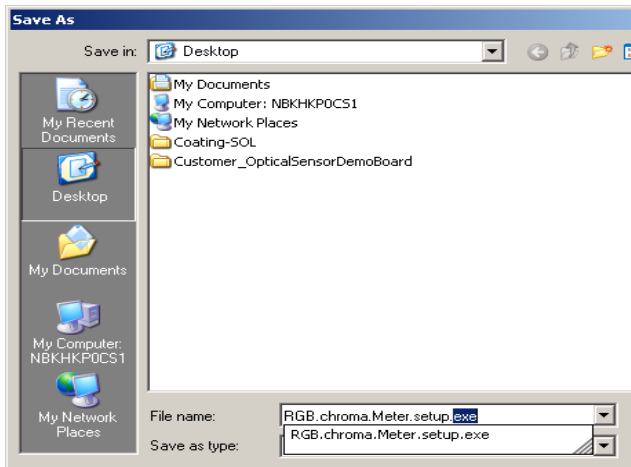 Save As
Save in:
Desktop
My Recent
Documents
Desktop
My Documents
My Computer:
NBKHKP0CS1
My Network
Places
My Documents
My Computer: NBKHKP0CS1
My Network Places
Coating-SOL
Customer_OpticalSensorDemoBoard
File name:
RGB.chroma.Meter.setup.exe
RGB.chroma.Meter.setup.exe
Save as type: